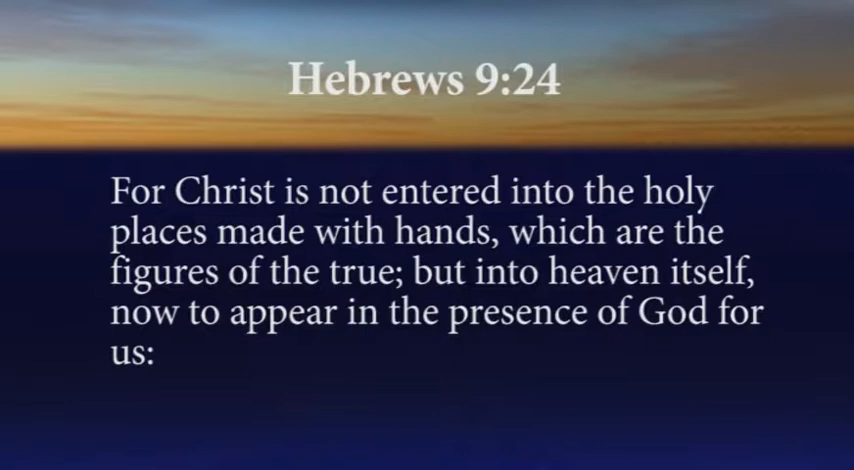 Hebrews 9:24
For Christ is not entered into the holy
places made with hands, which are the
figures of the true; but into heaven itself,
now to appear in the presence of God for
us: